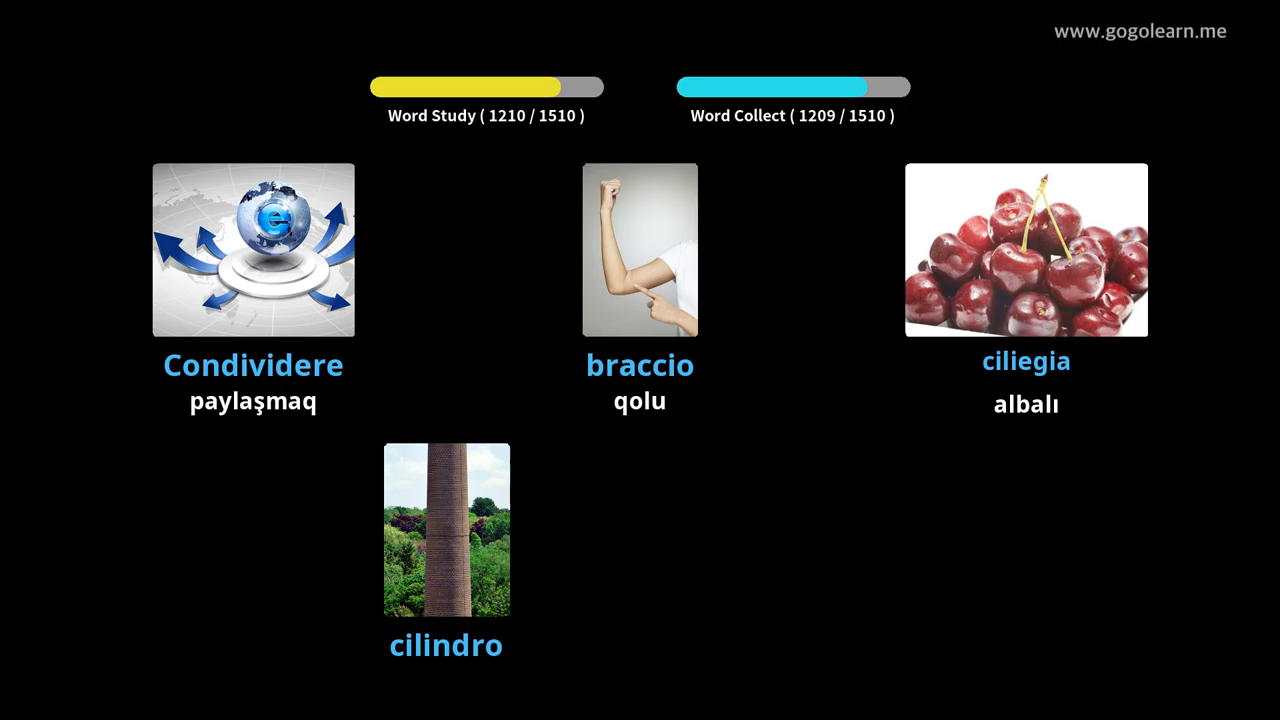 www.gogolearn.me
Word Study ( 1210 / 1510 )
Word Collect ( 1209 / 1510 )
Condividere
paylaşmaq
braccio
qolu
ciliegia
albalı
cilindro